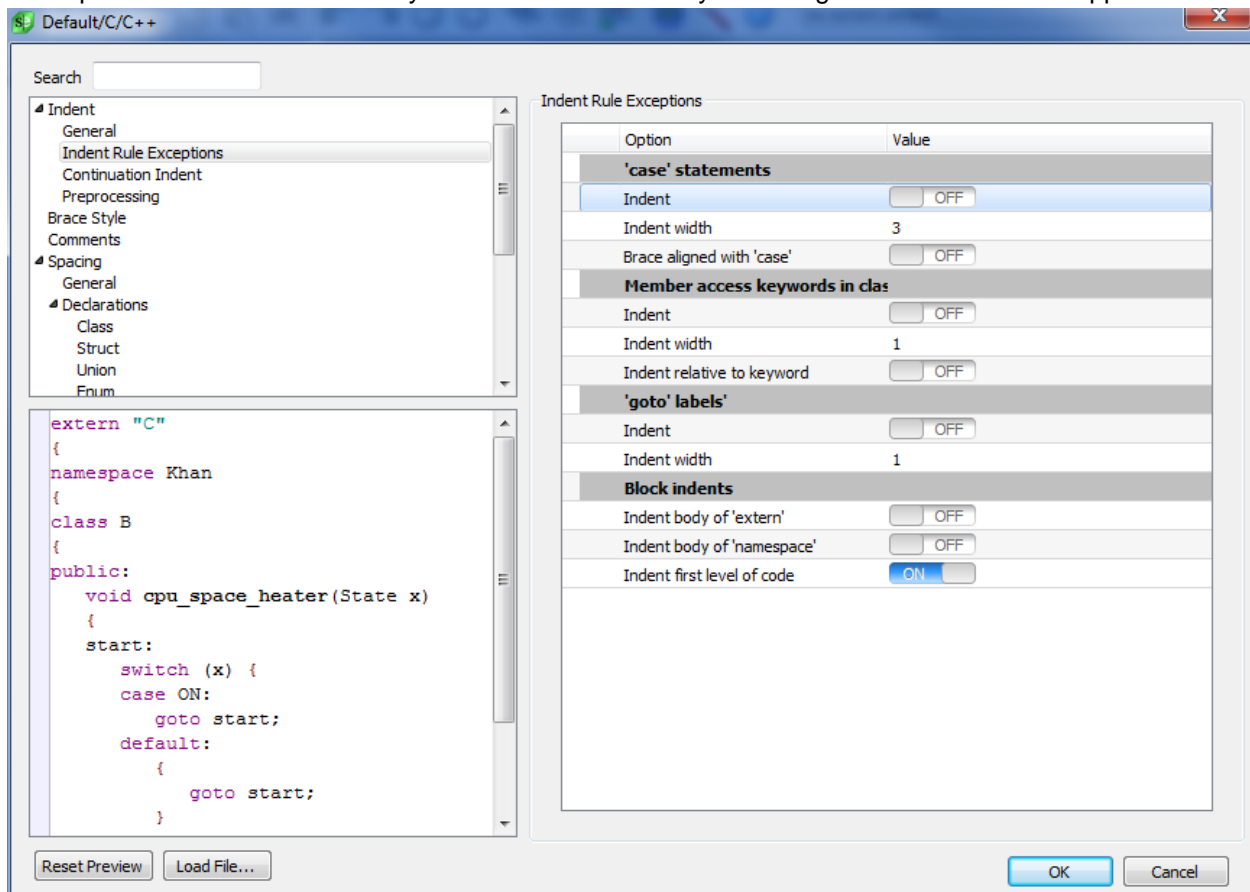 Default/C/C++
Search
Indent
General
Indent Rule Exceptions
Continuation Indent
Preprocessing
Brace Style
Comments
Spacing
General
Declarations
Class
Struct
Union
Enum
extern "C"
{
namespace Khan
{
class B
{
public:
void cpu_space_heater(State x)
{
start:
switch (x) {
case ON:
goto start;
default:
{
goto start;
}
Reset Preview
Load File...
Indent Rule Exceptions
Option Value
'case' statements
Indent OFF
Indent width 3
Brace aligned with 'case' OFF
Member access keywords in clas
Indent OFF
Indent width 1
Indent relative to keyword OFF
'goto' labels'
Indent OFF
Indent width 1
Block indents
Indent body of 'extern' OFF
Indent body of 'namespace' OFF
Indent first level of code ON
OK
Cancel